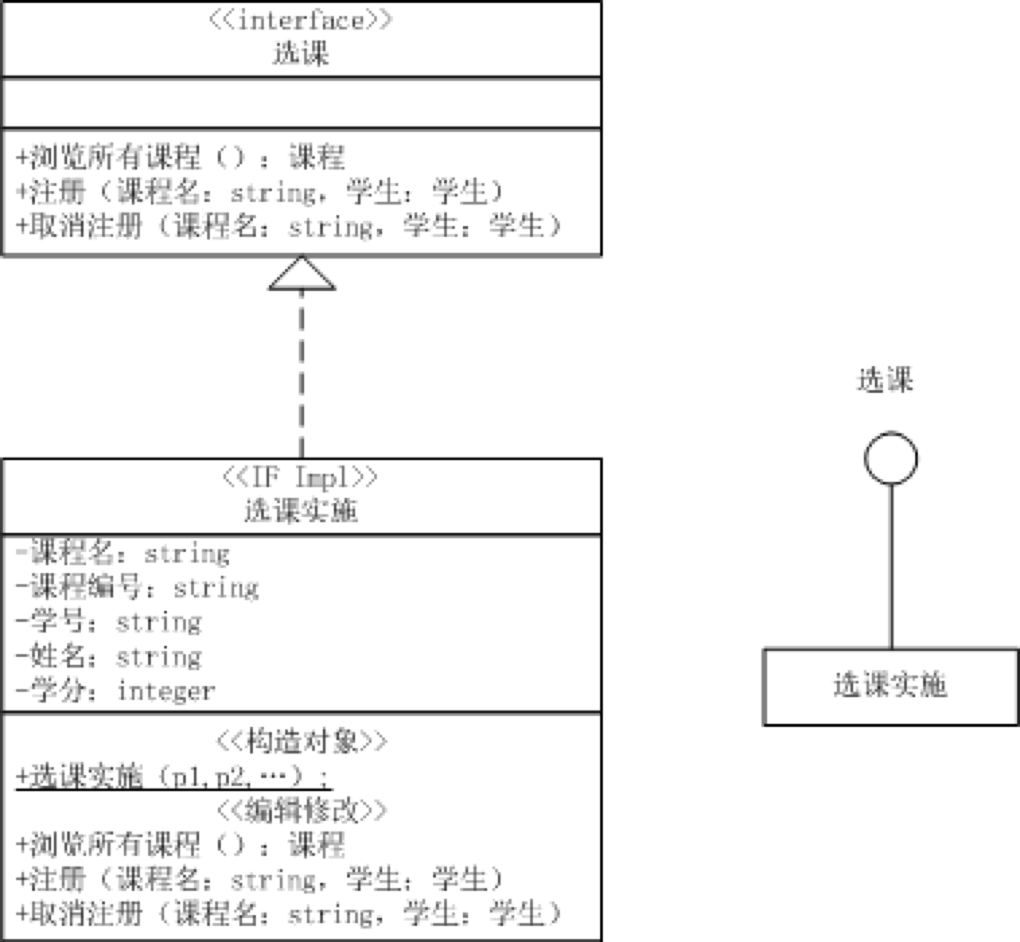 <<interface>>
选课
+浏览所有课程（）：课程
+注册（课程名：string，学生：学生）
+取消注册（课程名：string，学生：学生）
<<IF Impl>>
选课实施
-课程名：string
-课程编号：string
-学号：string
-姓名：string
-学分：integer
<<构造对象>>
+选课实施（p1,p2,…）;
<<编辑修改>>
+浏览所有课程（）：课程
+注册（课程名：string，学生：学生）
+取消注册（课程名：string，学生：学生）
选课
选课实施